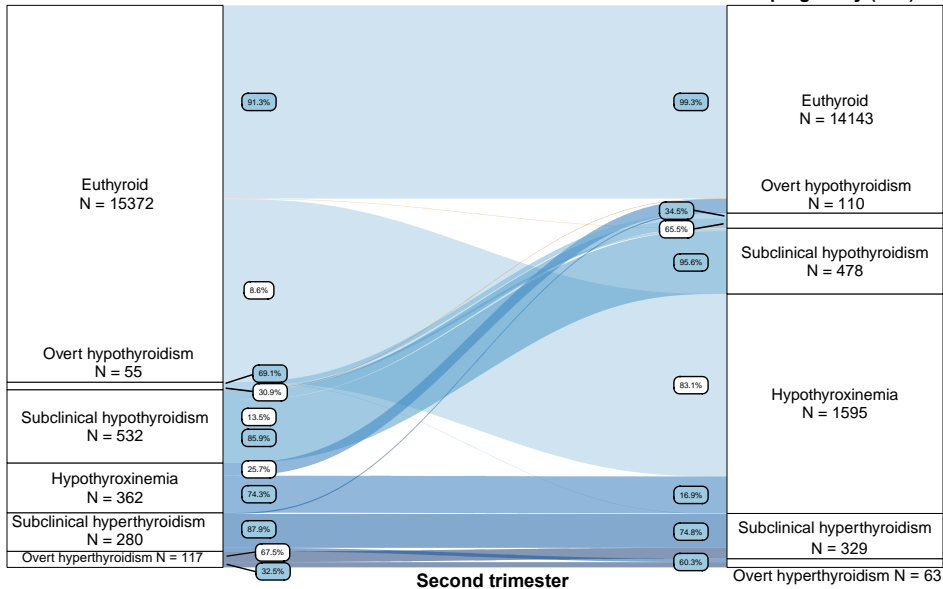 Euthyroid
N = 15372
Overt hypothyroidism
N = 55
Subclinical hypothyroidism
N = 532
Hypothyroxinemia
N = 362
Subclinical hyperthyroidism
N = 280
Overt hyperthyroidism N = 117
91.3%
8.6%
69.1%
30.9%
13.5%
85.9%
25.7%
74.3%
87.9%
67.5%
32.5%
Second trimester
99.3%
34.5%
65.5%
95.6%
83.1%
16.9%
74.8%
60.3%
Euthyroid
N = 14143
Overt hypothyroidism
N = 110
Subclinical hypothyroidism
N = 478
Hypothyroxinemia
N = 1595
Subclinical hyperthyroidism
N = 329
Overt hyperthyroidism N = 63